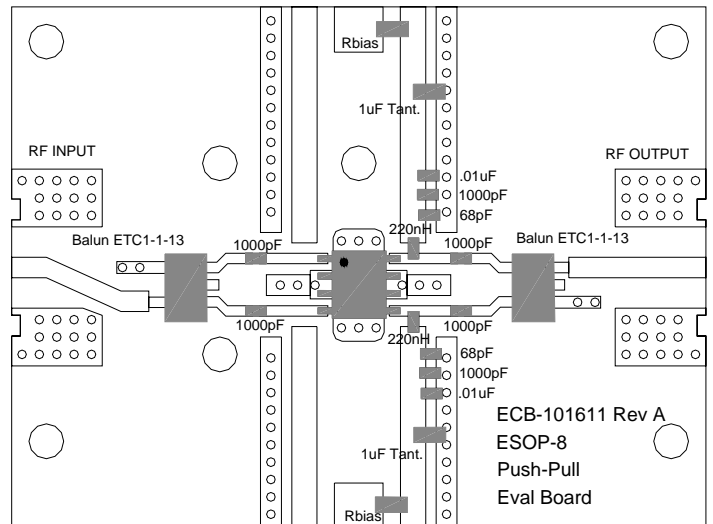 Rbias
1uF Tant.
RF INPUT
RF OUTPUT
.01uF
1000pF
68pF
Balun ETC1-1-13
1000pF
220nH
1000pF
Balun ETC1-1-13
1000pF
1000pF
220nH
68pF
1000pF
.01uF
ECB-101611 Rev A
ESOP-8
1uF Tant.
Push-Pull
Eval Board
Rbias